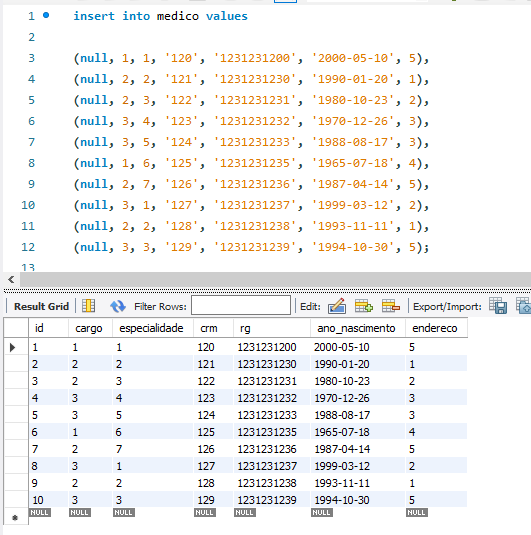 1 insert into medico values
2
3 (null, 1, 1, '120', '1231231200', '2000-05-10', 5),
4 (null, 2, 2, '121', '1231231230', '1990-01-20', 1),
5 (null, 2, 3, '122', '1231231231', '1980-10-23', 2),
6 (null, 3, 4, '123', '1231231232', '1970-12-26', 3),
7 (null, 3, 5, '124', '1231231233', '1988-08-17', 3),
8 (null, 1, 6, '125', '1231231235', '1965-07-18', 4),
9 (null, 2, 7, '126', '1231231236', '1987-04-14', 5),
10 (null, 3, 1, '127', '1231231237', '1999-03-12', 2),
11 (null, 2, 2, '128', '1231231238', '1993-11-11', 1),
12 (null, 3, 3, '129', '1231231239', '1994-10-30', 5);
13
Result Grid Filter Rows: Edit: Export/Import:
id cargo especialidade crm rg ano_nascimento endereco
1 1 1 120 1231231200 2000-05-10 5
2 2 2 121 1231231230 1990-01-20 1
3 2 3 122 1231231231 1980-10-23 2
4 3 4 123 1231231232 1970-12-26 3
5 3 5 124 1231231233 1988-08-17 3
6 1 6 125 1231231235 1965-07-18 4
7 2 7 126 1231231236 1987-04-14 5
8 3 1 127 1231231237 1999-03-12 2
9 2 2 128 1231231238 1993-11-11 1
10 3 3 129 1231231239 1994-10-30 5
NULL NULL NULL NULL NULL NULL NULL